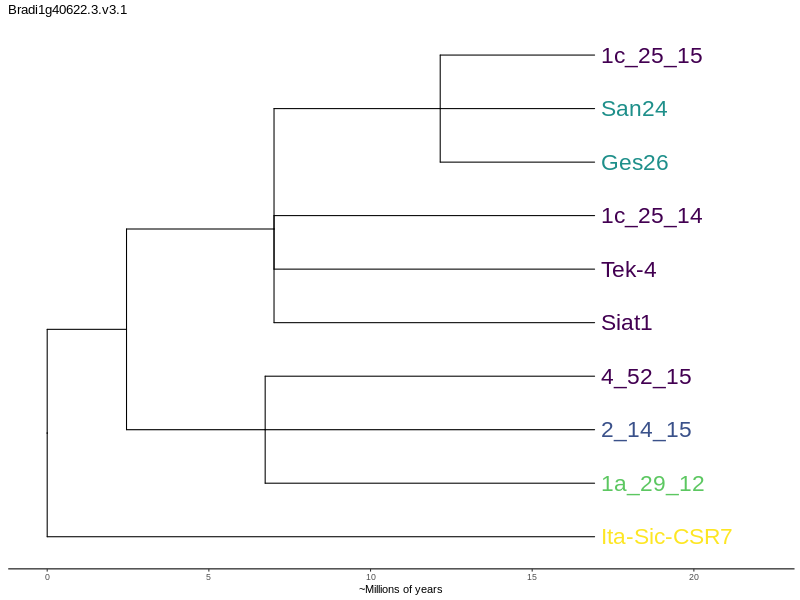 Bradi1g40622.3.v3.1
1c_25_15
San24
Ges26
1c_25_14
Tek-4
Siat1
4_52_15
2_14_15
1a_29_12
Ita-Sic-CSR7
0 5 10 15 20
~Millions of years